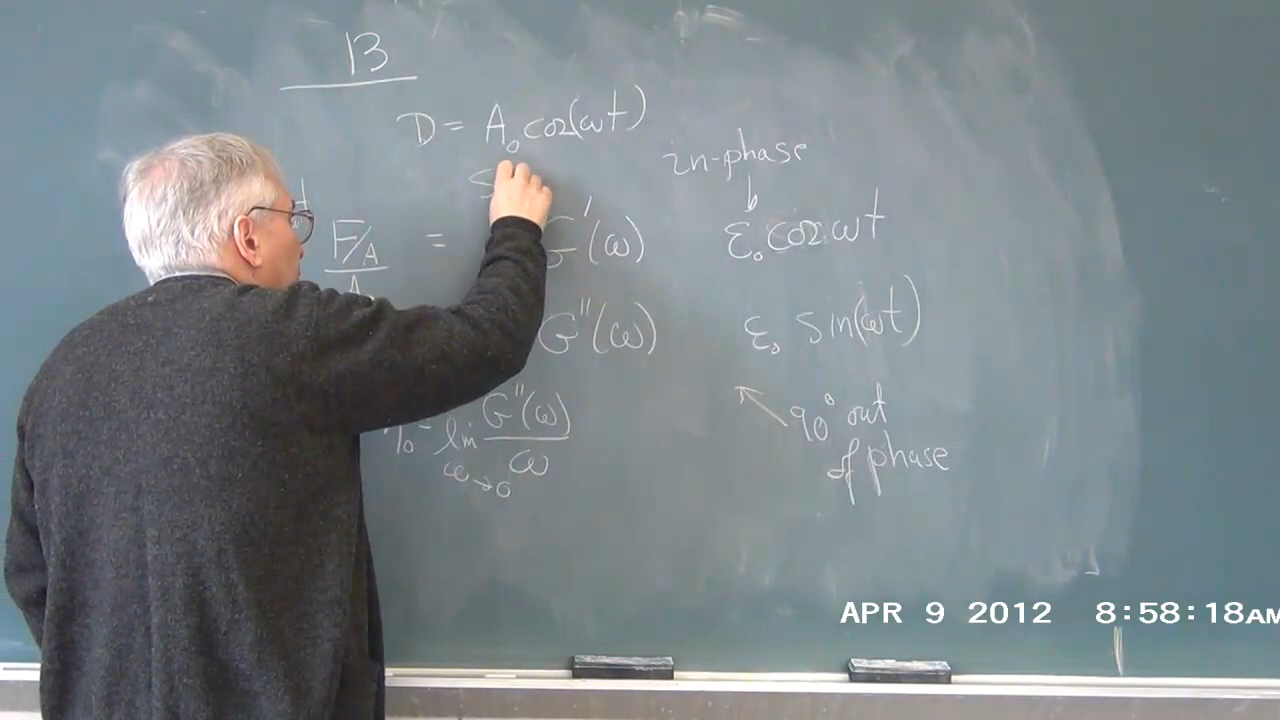 13
D = A₀ cos(ωt)
in-phase
S
F/A = G'(ω) ε₀ cos ωt
G''(ω) ε₀ sin(ωt)
lim ω→0 G''(ω)/ω
90° out
of phase
APR 9 2012 8:58:18AM